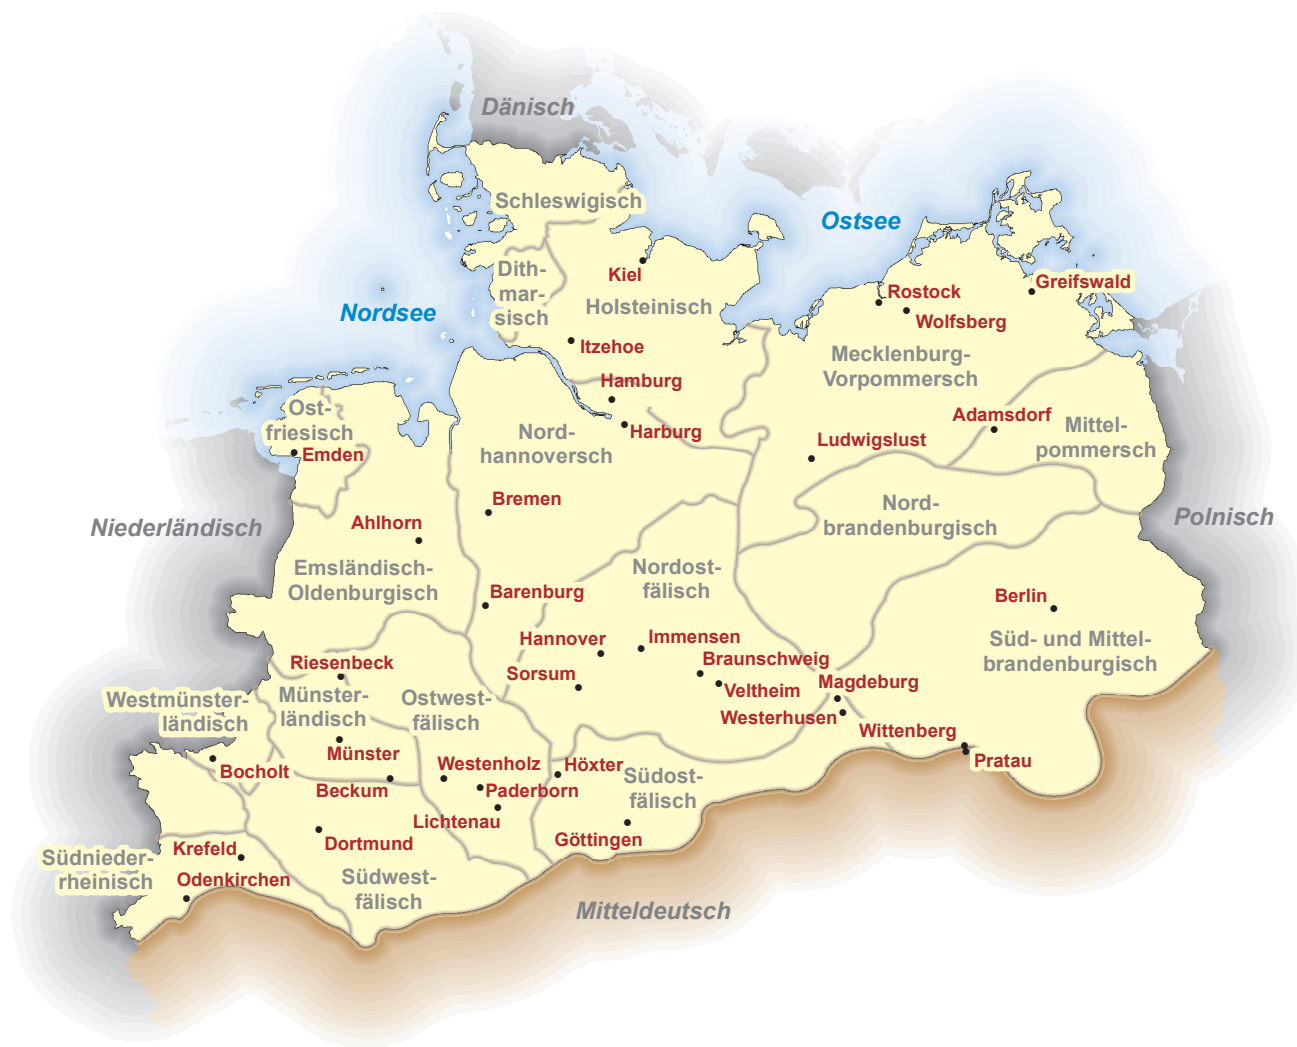 Dänisch
Schleswigisch
Ostsee
Dith-
mar-
sisch
Kiel
Holsteinisch
Nordsee
Greifswald
Rostock
Wolfsberg
Itzehoe
Mecklenburg-
Vorpommersch
Hamburg
Harburg
Ost-
friesisch
Emden
Nord-
hannoversch
Adamsdorf
Ludwigslust
Mittel-
pommersch
Bremen
Nord-
brandenburgisch
Niederländisch
Polnisch
Ahlhorn
Emsländisch-
Oldenburgisch
Nordost-
fälisch
Barenburg
Berlin
Hannover
Immensen
Süd- und Mittel-
brandenburgisch
Riesenbeck
Sorsum
Braunschweig
Veltheim
Magdeburg
Westerhusen
Westmünster-
ländisch
Münster-
ländisch
Ostwest-
fälisch
Wittenberg
Pratau
Münster
Bocholt
Beckum
Westenholz
Paderborn
Lichtenau
Höxter
Südost-
fälisch
Göttingen
Dortmund
Krefeld
Südnieder-
rheinisch
Odenkirchen
Südwest-
fälisch
Mitteldeutsch